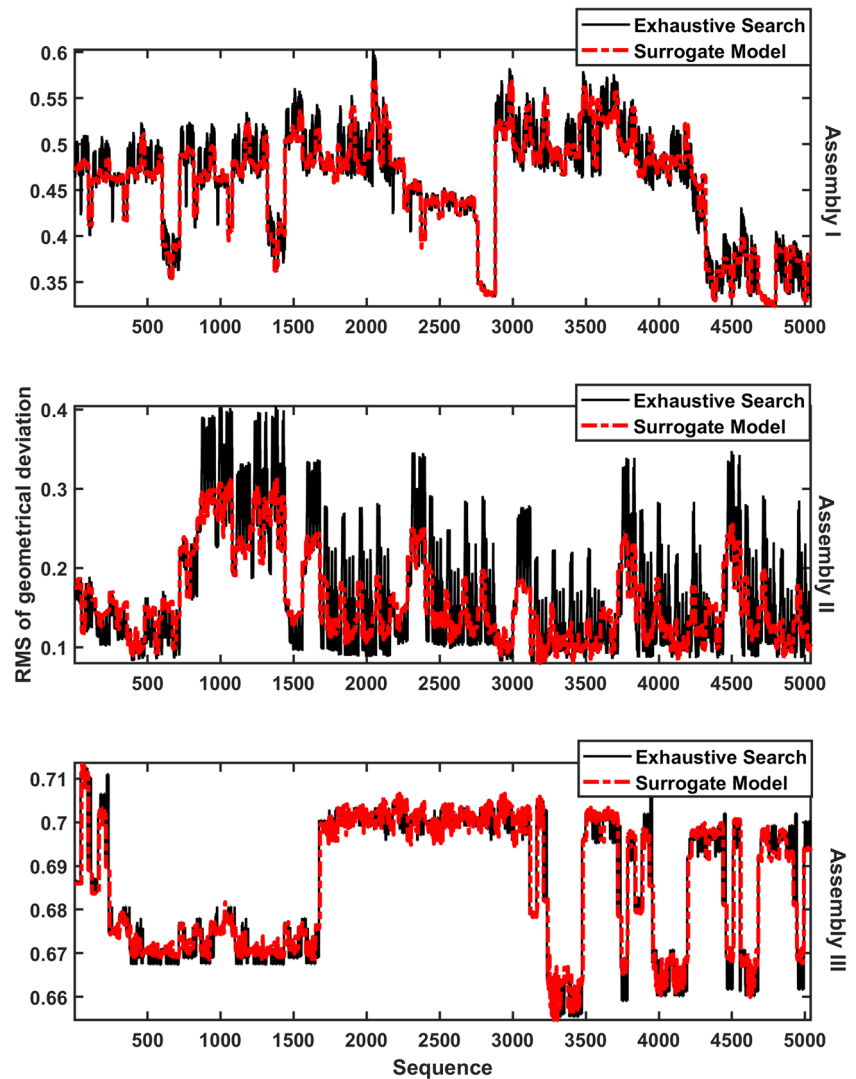 Exhaustive Search
Surrogate Model
0.6
0.55
0.5
0.45
0.4
0.35
500 1000 1500 2000 2500 3000 3500 4000 4500 5000
Assembly I
Exhaustive Search
Surrogate Model
0.4
0.3
0.2
0.1
500 1000 1500 2000 2500 3000 3500 4000 4500 5000
Assembly II
RMS of geometrical deviation
Exhaustive Search
Surrogate Model
0.71
0.7
0.69
0.68
0.67
0.66
500 1000 1500 2000 2500 3000 3500 4000 4500 5000
Assembly III
Sequence